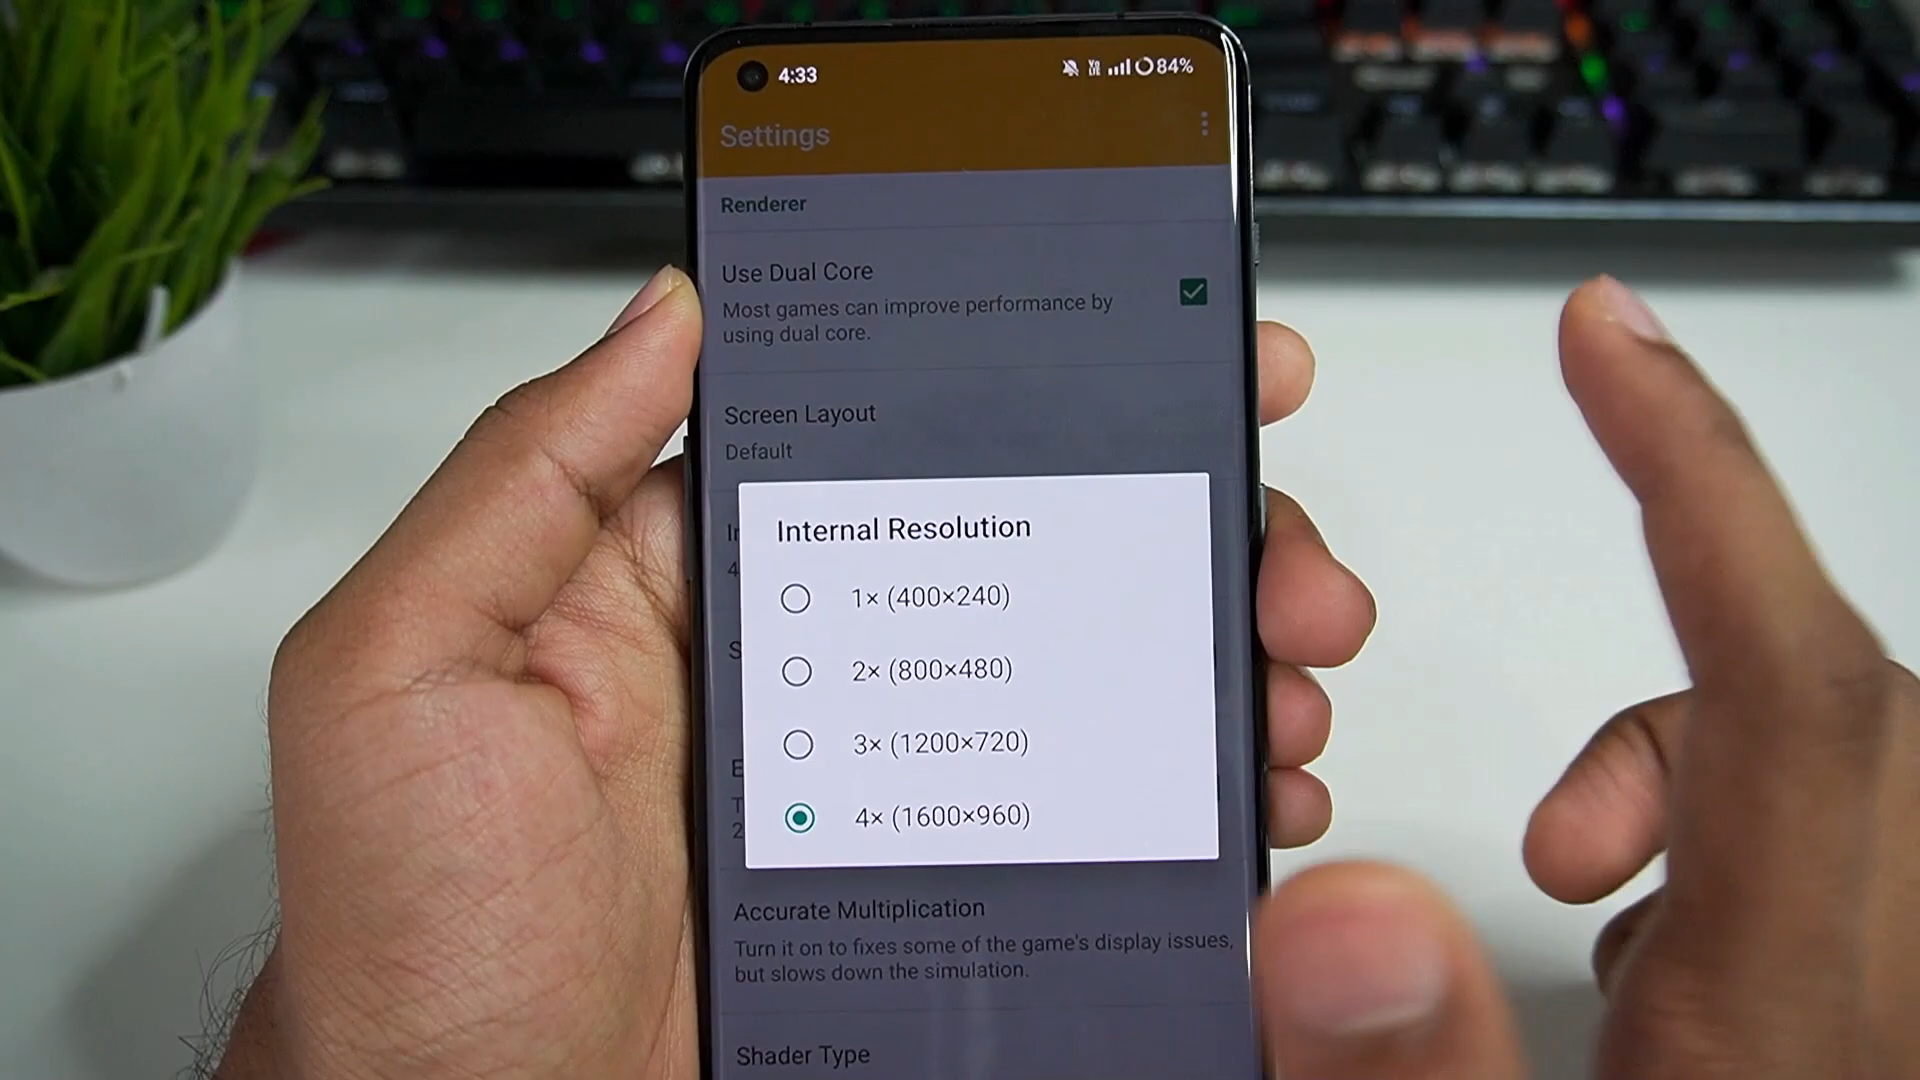 4:33
84%
Settings
Renderer
Use Dual Core
Most games can improve performance by
using dual core.
Screen Layout
Default
Internal Resolution
1× (400×240)
2× (800×480)
3× (1200×720)
4× (1600×960)
Accurate Multiplication
Turn it on to fixes some of the game's display issues,
but slows down the simulation.
Shader Type